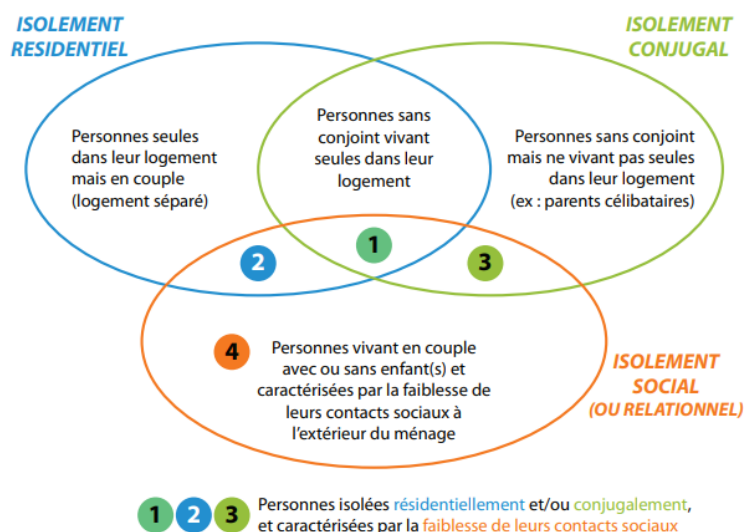 ISOLEMENT
RESIDENTIEL
ISOLEMENT
CONJUGAL
Personnes seules
dans leur logement
mais en couple
(logement séparé)
Personnes sans
conjoint vivant
seules dans leur
logement
Personnes sans conjoint
mais ne vivant pas seules
dans leur logement
(ex : parents célibataires)
2
1
3
4
Personnes vivant en couple
avec ou sans enfant(s) et
caractérisées par la faiblesse de
leurs contacts sociaux à
l'extérieur du ménage
ISOLEMENT
SOCIAL
(OU RELATIONNEL)
1 2 3 Personnes isolées résidentiellement et/ou conjugalement,
et caractérisées par la faiblesse de leurs contacts sociaux